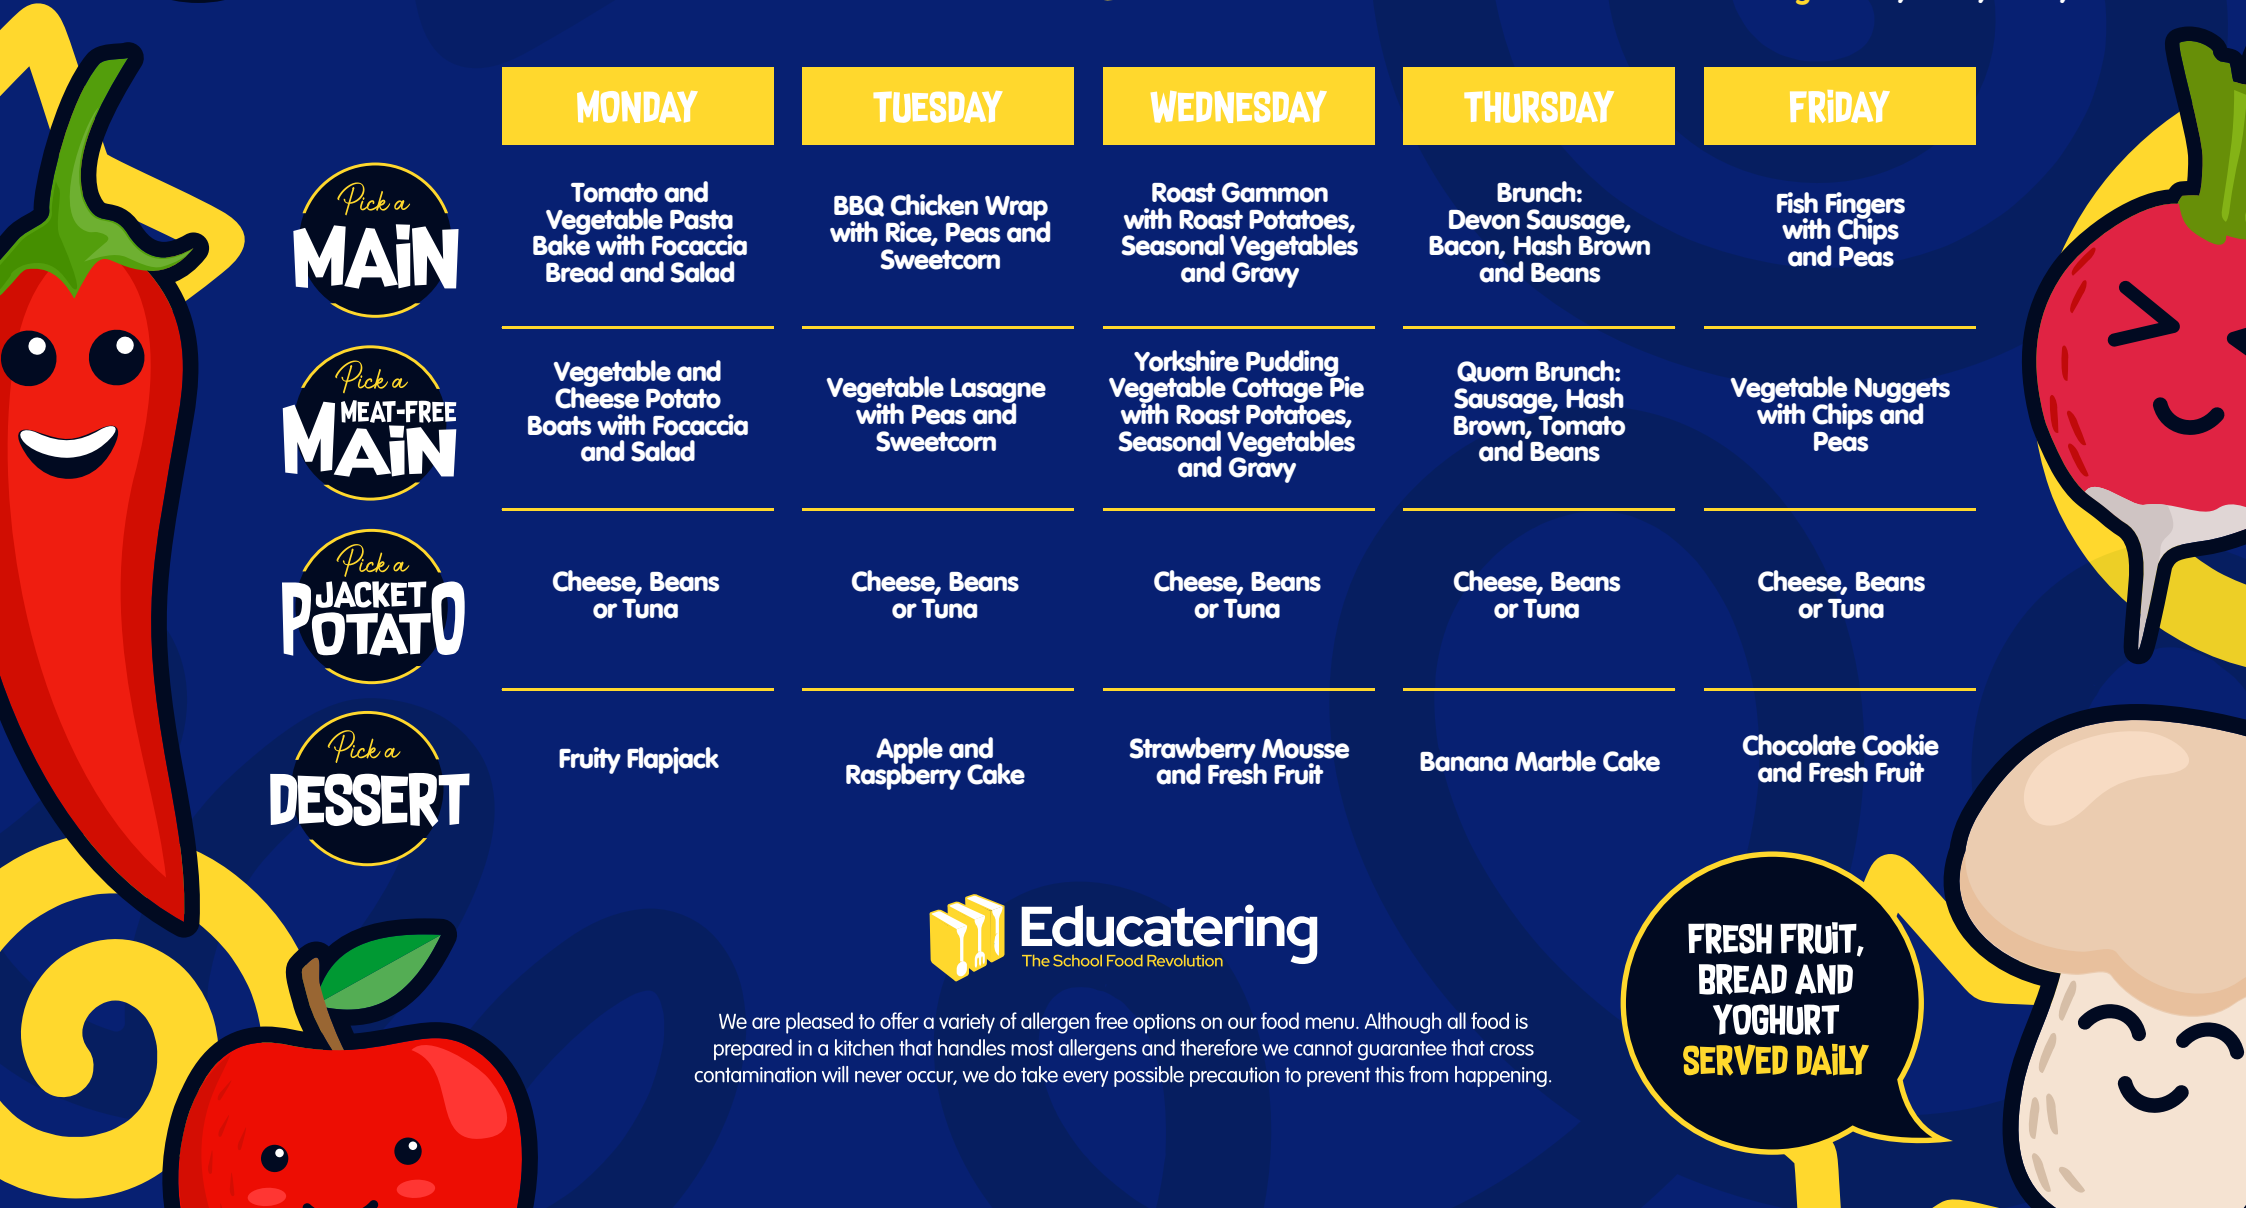 MONDAY
TUESDAY
WEDNESDAY
THURSDAY
FRiDAY
Pick a
MAiN
Tomato and
Vegetable Pasta
Bake with Focaccia
Bread and Salad
BBQ Chicken Wrap
with Rice, Peas and
Sweetcorn
Roast Gammon
with Roast Potatoes,
Seasonal Vegetables
and Gravy
Brunch:
Devon Sausage,
Bacon, Hash Brown
and Beans
Fish Fingers
with Chips
and Peas
Pick a
MEAT-FREE
MAiN
Vegetable and
Cheese Potato
Boats with Focaccia
and Salad
Vegetable Lasagne
with Peas and
Sweetcorn
Yorkshire Pudding
Vegetable Cottage Pie
with Roast Potatoes,
Seasonal Vegetables
and Gravy
Quorn Brunch:
Sausage, Hash
Brown, Tomato
and Beans
Vegetable Nuggets
with Chips and
Peas
Pick a
JACKET
POTATO
Cheese, Beans
or Tuna
Cheese, Beans
or Tuna
Cheese, Beans
or Tuna
Cheese, Beans
or Tuna
Cheese, Beans
or Tuna
Pick a
DESSERT
Fruity Flapjack
Apple and
Raspberry Cake
Strawberry Mousse
and Fresh Fruit
Banana Marble Cake
Chocolate Cookie
and Fresh Fruit
Educatering
The School Food Revolution
We are pleased to offer a variety of allergen free options on our food menu. Although all food is
prepared in a kitchen that handles most allergens and therefore we cannot guarantee that cross
contamination will never occur, we do take every possible precaution to prevent this from happening.
FRESH FRUiT,
BREAD AND
YOGHURT
SERVED DAiLY